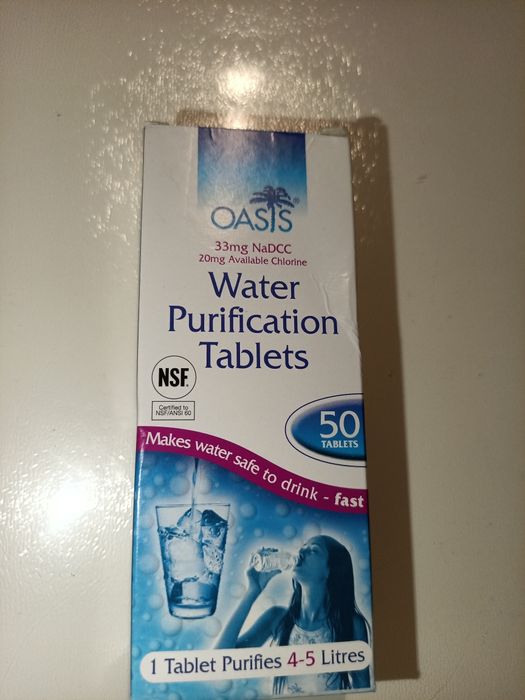 OASIS®
33mg NaDCC
20mg Available Chlorine
Water
Purification
Tablets
NSF®
Certified to
NSF/ANSI 60
50
TABLETS
Makes water safe to drink - fast
1 Tablet Purifies 4-5 Litres